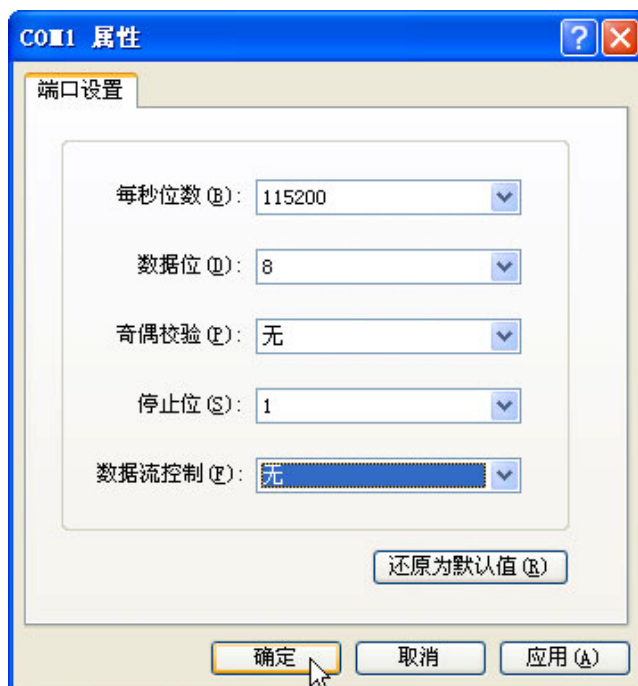 COM1 属性
端口设置
每秒位数(B): 115200
数据位(D): 8
奇偶校验(P): 无
停止位(S): 1
数据流控制(F): 无
还原为默认值(R)
确定 取消 应用(A)